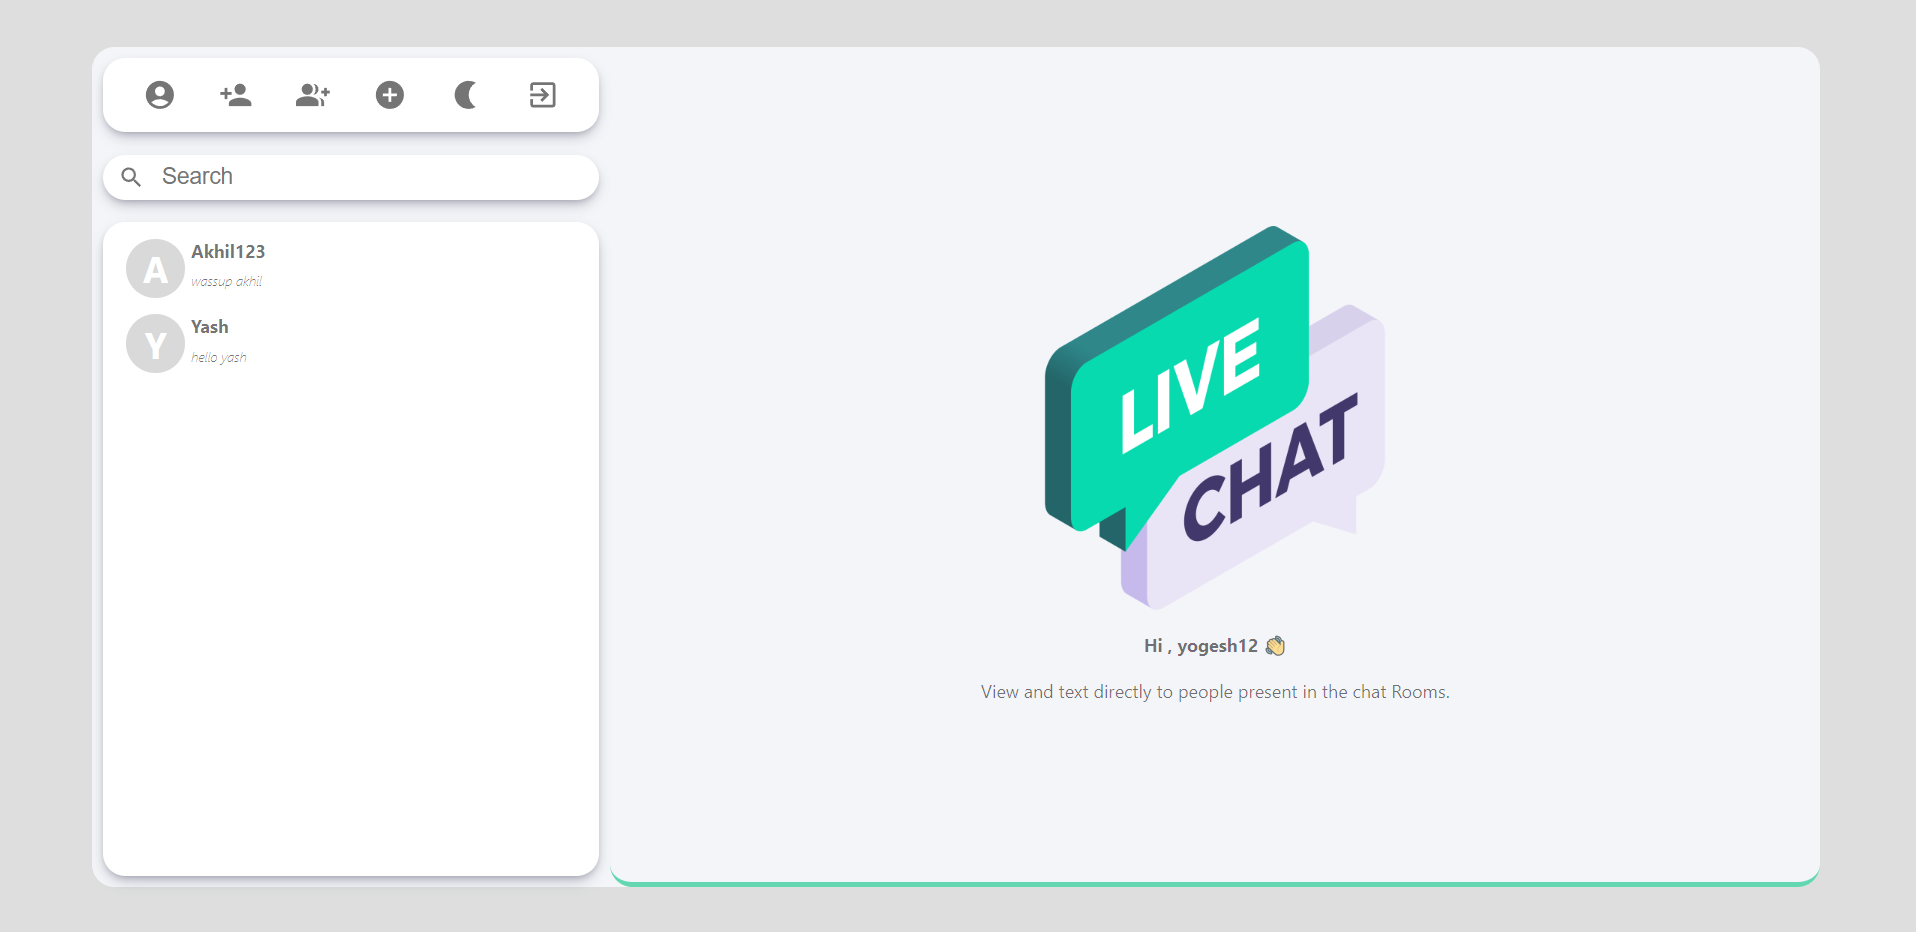 Search
A
Akhil123
wassup akhil
Y
Yash
hello yash
LIVE
CHAT
Hi , yogesh12 👏
View and text directly to people present in the chat Rooms.